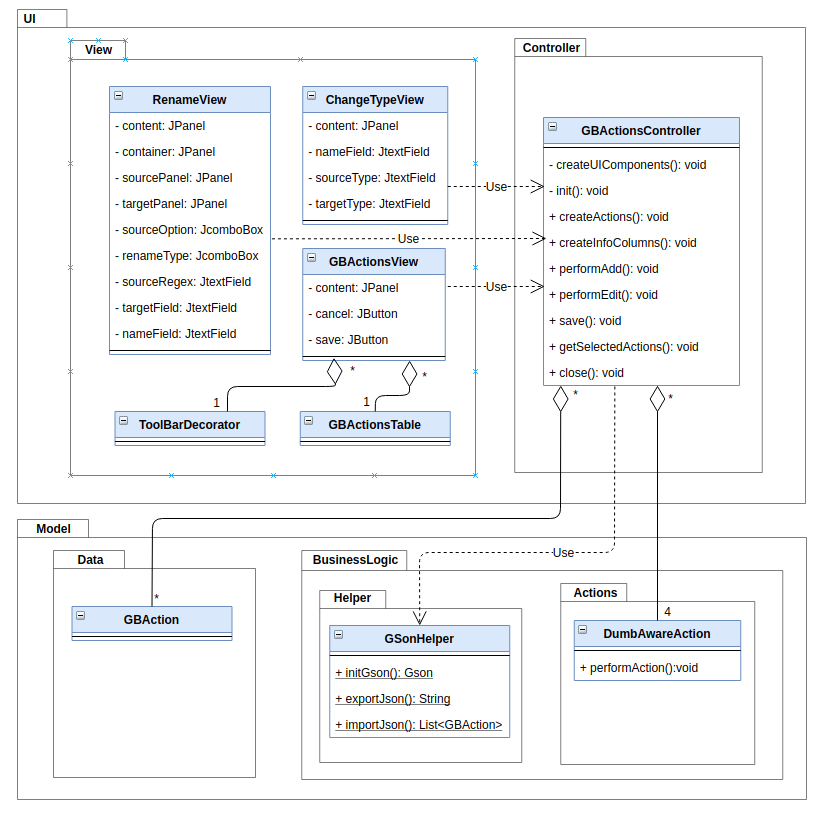 UI
View
RenameView
- content: JPanel
- container: JPanel
- sourcePanel: JPanel
- targetPanel: JPanel
- sourceOption: JcomboBox
- renameType: JcomboBox
- sourceRegex: JtextField
- targetField: JtextField
- nameField: JtextField
ChangeTypeView
- content: JPanel
- nameField: JtextField
- sourceType: JtextField
- targetType: JtextField
GBActionsView
- content: JPanel
- cancel: JButton
- save: JButton
*
*
1
1
ToolBarDecorator
GBActionsTable
Use
Use
Use
Controller
GBActionsController
- createUIComponents(): void
- init(): void
+ createActions(): void
+ createInfoColumns(): void
+ performAdd(): void
+ performEdit(): void
+ save(): void
+ getSelectedActions(): void
+ close(): void
*
*
Model
Data
*
GBAction
Use
BusinessLogic
Helper
GSonHelper
+ initGson(): Gson
+ exportJson(): String
+ importJson(): List<GBAction>
Actions
4
DumbAwareAction
+ performAction():void